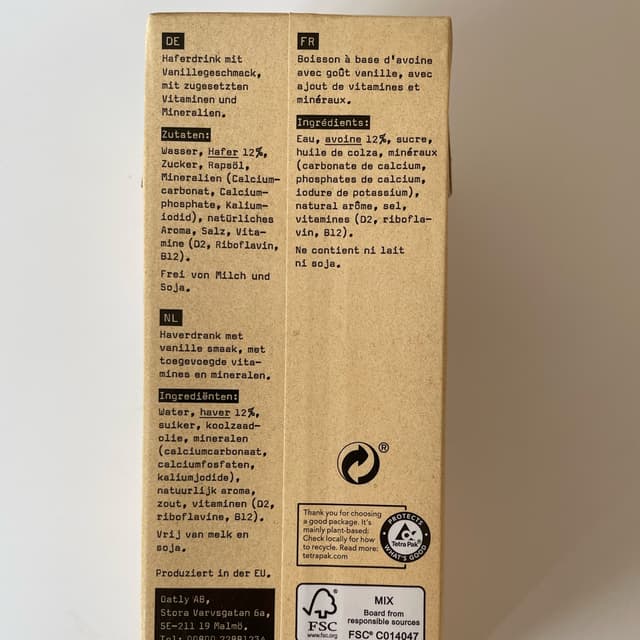 DE
Haferdrink mit
Vanillegeschmack,
mit zugesetzten
Vitaminen und
Mineralien.
Zutaten:
Wasser, Hafer 12%,
Zucker, Rapsöl,
Mineralien (Calcium-
carbonat, Calcium-
phosphate, Kalium-
iodid), natürliches
Aroma, Salz, Vita-
mine (D2, Riboflavin,
B12).
Frei von Milch und
Soja.
NL
Haverdrank met
vanille smaak, met
toegevoegde vita-
mines en mineralen.
Ingrediënten:
Water, haver 12%,
suiker, koolzaad-
olie, mineralen
(calciumcarbonaat,
calciumfosfaten,
kaliumjodide),
natuurlijk aroma,
zout, vitaminen (D2,
riboflavine, B12).
Vrij van melk en
soja.
Produziert in der EU.
Oatly AB,
Stora Varvsgatan 6a,
SE-211 19 Malmö.
FR
Boisson à base d'avoine
avec goût vanille, avec
ajout de vitamines et
minéraux.
Ingrédients:
Eau, avoine 12%, sucre,
huile de colza, minéraux
(carbonate de calcium,
phosphates de calcium,
iodure de potassium),
natural arôme, sel,
vitamines (D2, ribofla-
vin, B12).
Ne contient ni lait
ni soja.
®
Thank you for choosing
a good package. It's
mainly plant-based:
Check locally for how
to recycle. Read more:
tetrapak.com
PROTECTS
Tetra Pak®
WHAT'S GOOD
FSC
www.fsc.org
MIX
Board from
responsible sources
FSC® C014047